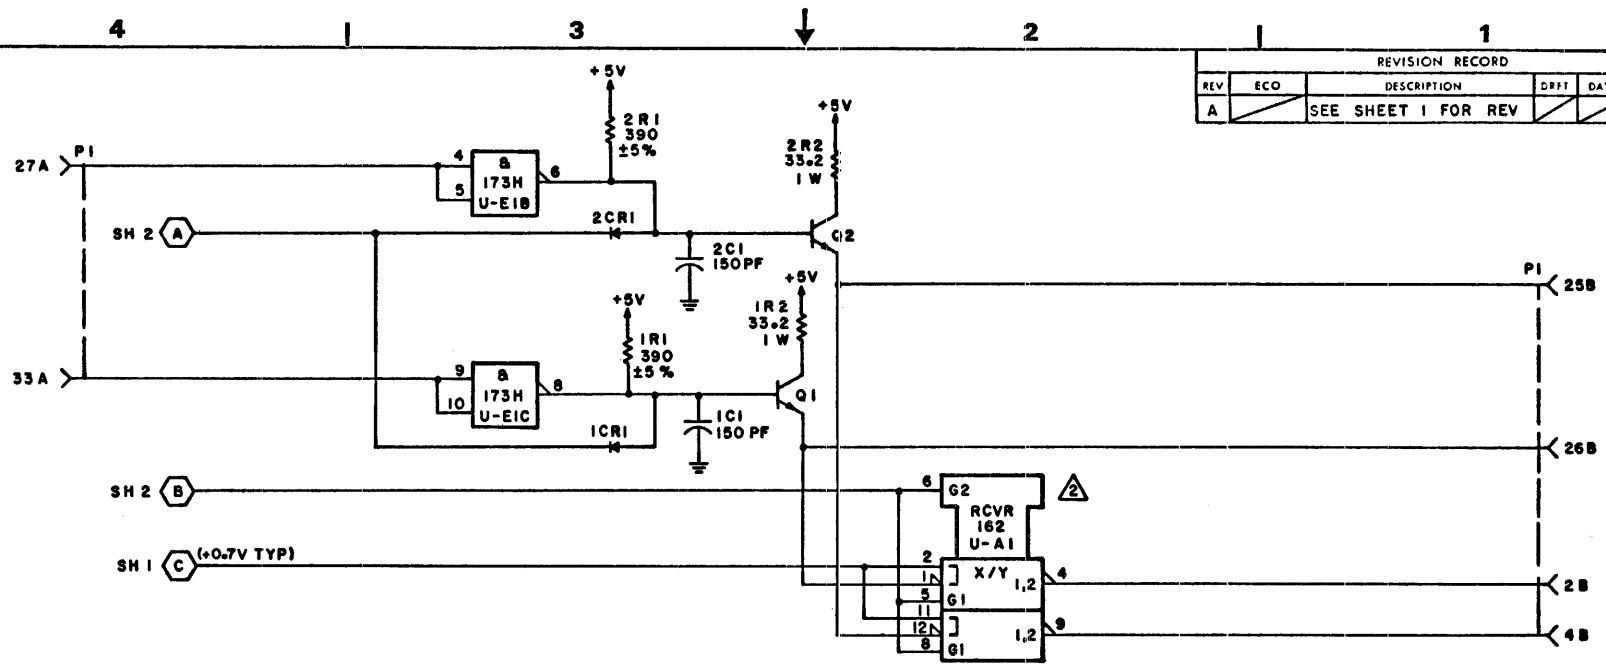 4
3
2
1
REVISION RECORD
REV ECO DESCRIPTION DRFT DA
A SEE SHEET 1 FOR REV
+5V
2R1
390
±5%
+5V
2R2
33.2
1 W
27A P1
4
5
&
173H
U-E1B
6
SH 2 A
2CR1
2C1
150PF
Q2
P1
25B
+5V
1R1
390
±5%
+5V
1R2
33.2
1 W
33A
9
10
&
173H
U-E1C
8
1CR1
1C1
150 PF
Q1
26B
SH 2 B
6 G2
2
RCVR
162
U-A1
SH 1 C (+0.7V TYP)
2
1
5
X/Y
G1
1,2
4
2B
11
12
8
G1
1,2
9
4B